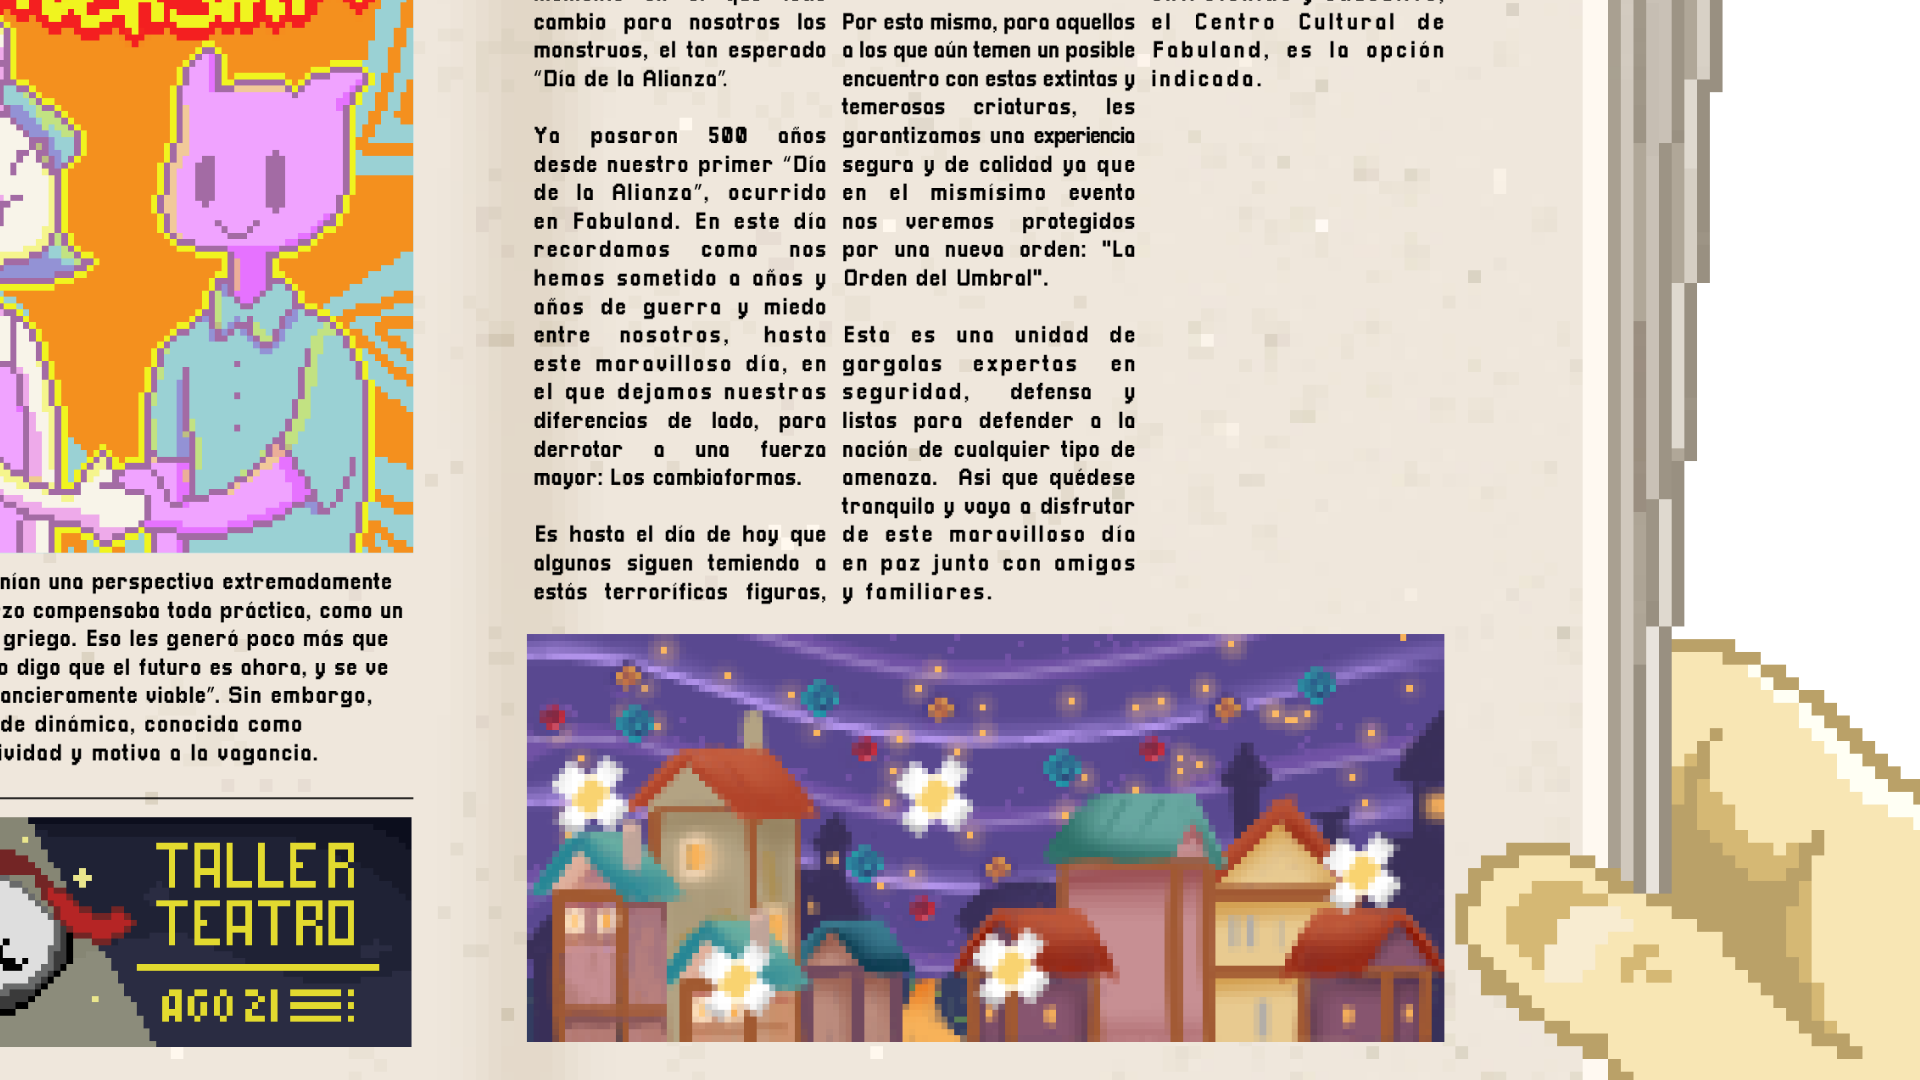 nían una perspectiva extremadamente
zo compensaba toda práctica, como un
griego. Eso les generó poco más que
o digo que el futuro es ahora, y se ve
ancieramente viable". Sin embargo,
de dinámica, conocida como
ividad y motiva a la vagancia.
TALLER
TEATRO
AGO 21
cambio para nosotros los
monstruos, el tan esperado
"Día de la Alianza".
Ya pasaron 500 años
desde nuestro primer "Día
de la Alianza", ocurrido
en Fabuland. En este día
recordamos como nos
hemos sometido a años y
años de guerra y miedo
entre nosotros, hasta
este maravilloso día, en
el que dejamos nuestras
diferencias de lado, para
derrotar a una fuerza
mayor: Los cambiaformas.
Es hasta el día de hoy que
algunos siguen temiendo a
estás terroríficas figuras,
Por esto mismo, para aquellos
a los que aún temen un posible
encuentro con estas extintas y
temerosas criaturas, les
garantizamos una experiencia
segura y de calidad ya que
en el mismísimo evento
nos veremos protegidos
por una nueva orden: "La
Orden del Umbral".
Esta es una unidad de
gargolas expertas en
seguridad, defensa y
listas para defender a la
nación de cualquier tipo de
amenaza. Asi que quédese
tranquilo y vaya a disfrutar
de este maravilloso día
en paz junto con amigos
y familiares.
el Centro Cultural de
Fabuland, es la opción
indicada.